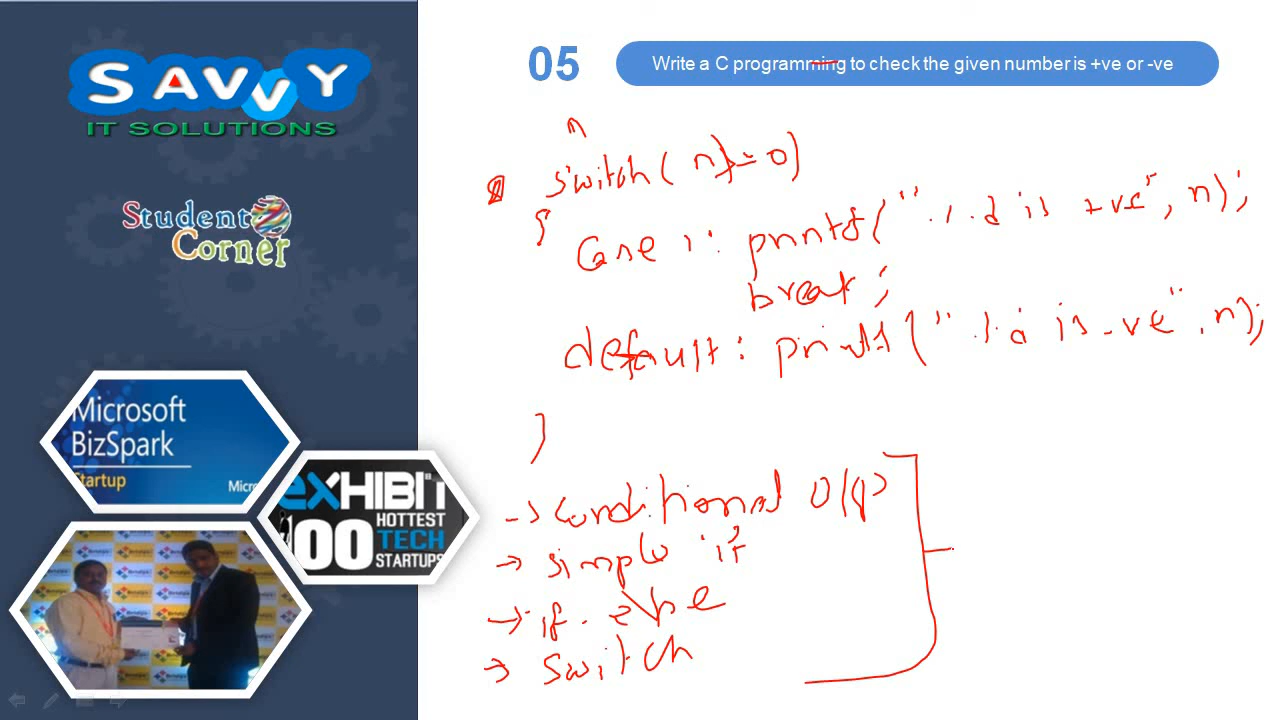 SAVVY
IT SOLUTIONS
Student
Corner
Microsoft
BizSpark
Startup
Micro
eXHIBIT
100 HOTTEST
TECH
STARTUPS
05
Write a C programming to check the given number is +ve or -ve
n
switch( n>=0)
{
Case 1: printf("%d is +ve", n);
break;
default: printf("%d is -ve", n);
}
→ conditional O/p
→ simple if
→ if-else
→ switch